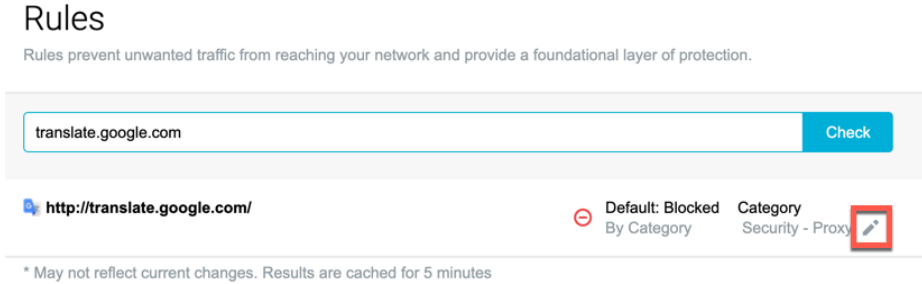 Rules
Rules prevent unwanted traffic from reaching your network and provide a foundational layer of protection.
translate.google.com
Check
http://translate.google.com/
Default: Blocked
By Category
Category
Security - Proxy
* May not reflect current changes. Results are cached for 5 minutes